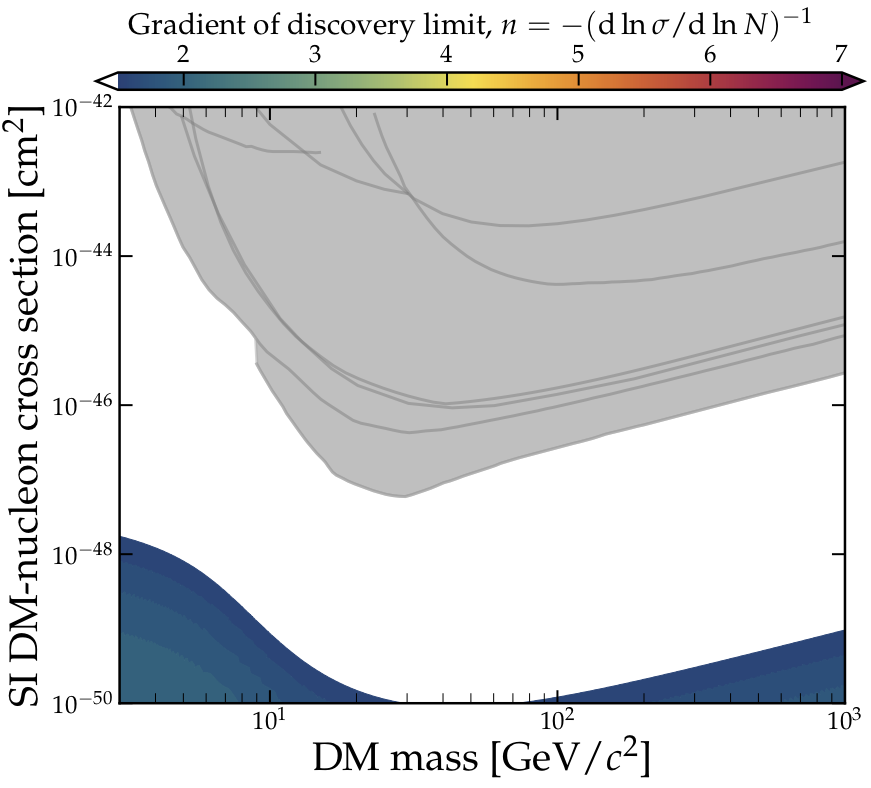 Gradient of discovery limit, n = −(d ln σ/d ln N)⁻¹
2 3 4 5 6 7
SI DM-nucleon cross section [cm²]
10⁻⁴²
10⁻⁴⁴
10⁻⁴⁶
10⁻⁴⁸
10⁻⁵⁰
10¹ 10² 10³
DM mass [GeV/c²]